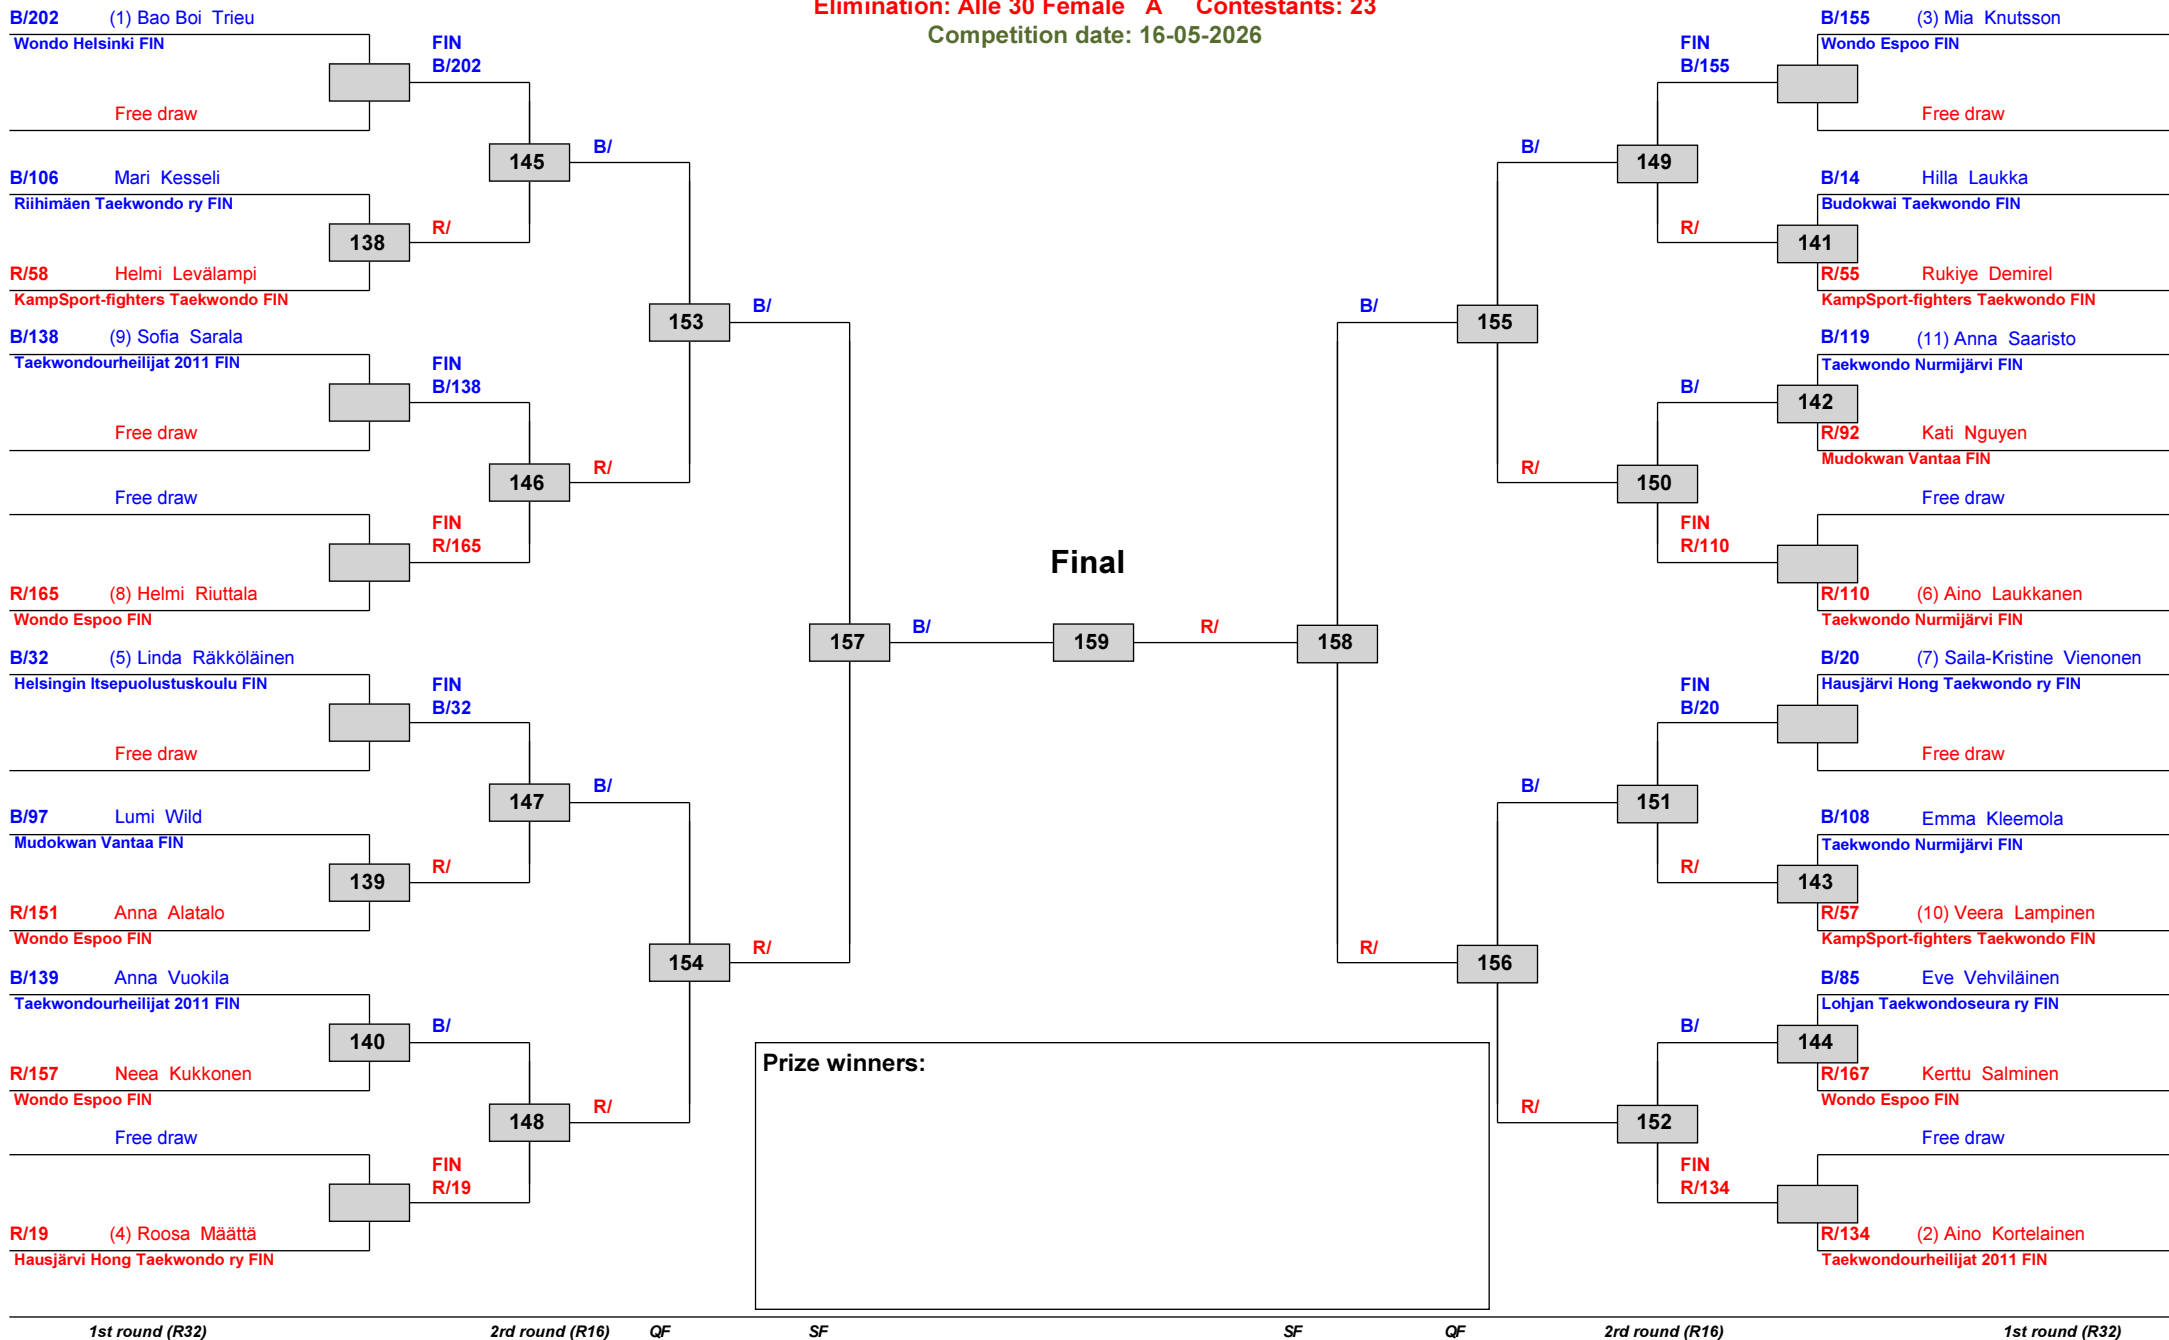 Elimination: Alle 30 Female A Contestants: 23
Competition date: 16-05-2026
B/202 (1) Bao Boi Trieu
Wondo Helsinki FIN
FIN
B/202
Free draw
145
B/
B/106 Mari Kesseli
Riihimäen Taekwondo ry FIN
138
R/
R/58 Helmi Levälampi
KampSport-fighters Taekwondo FIN
153
B/
B/138 (9) Sofia Sarala
Taekwondourheilijat 2011 FIN
FIN
B/138
Free draw
146
R/
Free draw
FIN
R/165
R/165 (8) Helmi Riuttala
Wondo Espoo FIN
157
B/
B/32 (5) Linda Räkköläinen
Helsingin Itsepuolustuskoulu FIN
FIN
B/32
Free draw
147
B/
B/97 Lumi Wild
Mudokwan Vantaa FIN
139
R/
R/151 Anna Alatalo
Wondo Espoo FIN
154
R/
B/139 Anna Vuokila
Taekwondourheilijat 2011 FIN
140
B/
R/157 Neea Kukkonen
Wondo Espoo FIN
148
R/
Free draw
FIN
R/19
R/19 (4) Roosa Määttä
Hausjärvi Hong Taekwondo ry FIN
Final
159
R/
158
Prize winners:
B/155 (3) Mia Knutsson
Wondo Espoo FIN
FIN
B/155
Free draw
B/
149
B/14 Hilla Laukka
Budokwai Taekwondo FIN
R/
141
R/55 Rukiye Demirel
KampSport-fighters Taekwondo FIN
B/
155
B/119 (11) Anna Saaristo
Taekwondo Nurmijärvi FIN
B/
142
R/92 Kati Nguyen
Mudokwan Vantaa FIN
R/
150
Free draw
FIN
R/110
R/110 (6) Aino Laukkanen
Taekwondo Nurmijärvi FIN
B/20 (7) Saila-Kristine Vienonen
Hausjärvi Hong Taekwondo ry FIN
FIN
B/20
Free draw
B/
151
B/108 Emma Kleemola
Taekwondo Nurmijärvi FIN
R/
143
R/57 (10) Veera Lampinen
KampSport-fighters Taekwondo FIN
R/
156
B/85 Eve Vehviläinen
Lohjan Taekwondoseura ry FIN
B/
144
R/167 Kerttu Salminen
Wondo Espoo FIN
R/
152
Free draw
FIN
R/134
R/134 (2) Aino Kortelainen
Taekwondourheilijat 2011 FIN
1st round (R32) 2rd round (R16) QF SF SF QF 2rd round (R16) 1st round (R32)